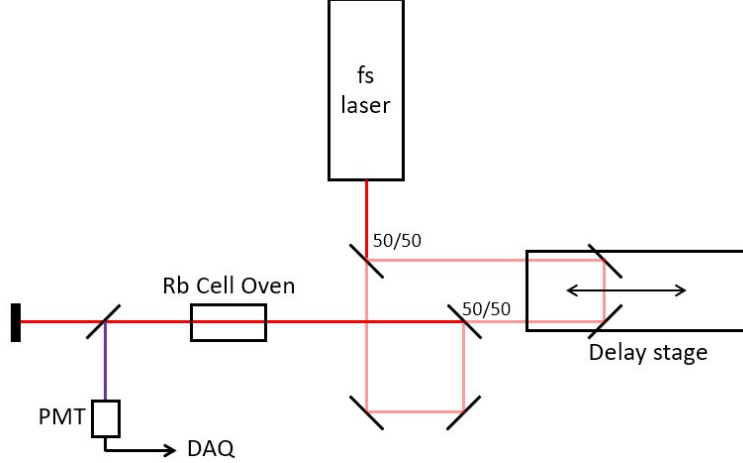 fs
laser
50/50
Rb Cell Oven
50/50
Delay stage
PMT
DAQ